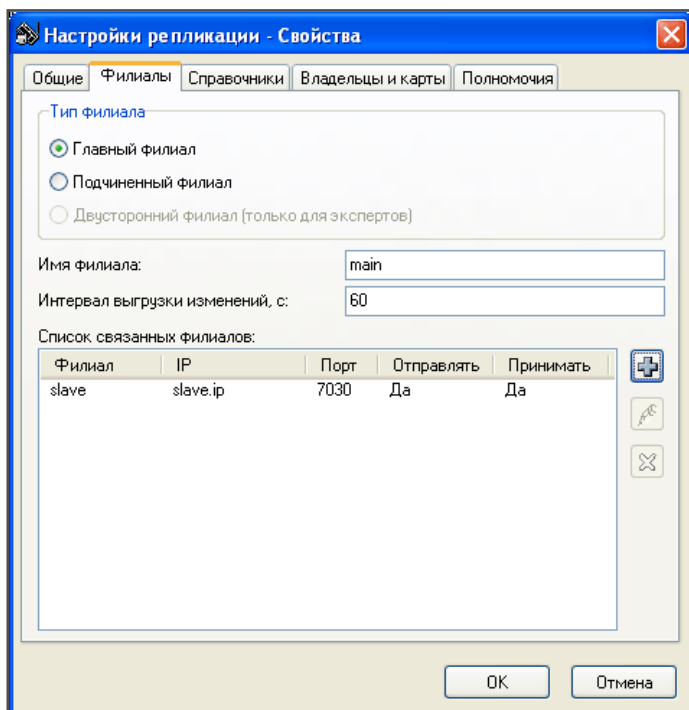 Настройки репликации - Свойства
Общие Филиалы Справочники Владельцы и карты Полномочия
Тип филиала
Главный филиал
Подчиненный филиал
Двусторонний филиал (только для экспертов)
Имя филиала: main
Интервал выгрузки изменений, с: 60
Список связанных филиалов:
Филиал IP Порт Отправлять Принимать
slave slave.ip 7030 Да Да
OK Отмена